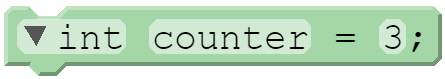 int counter = 3;